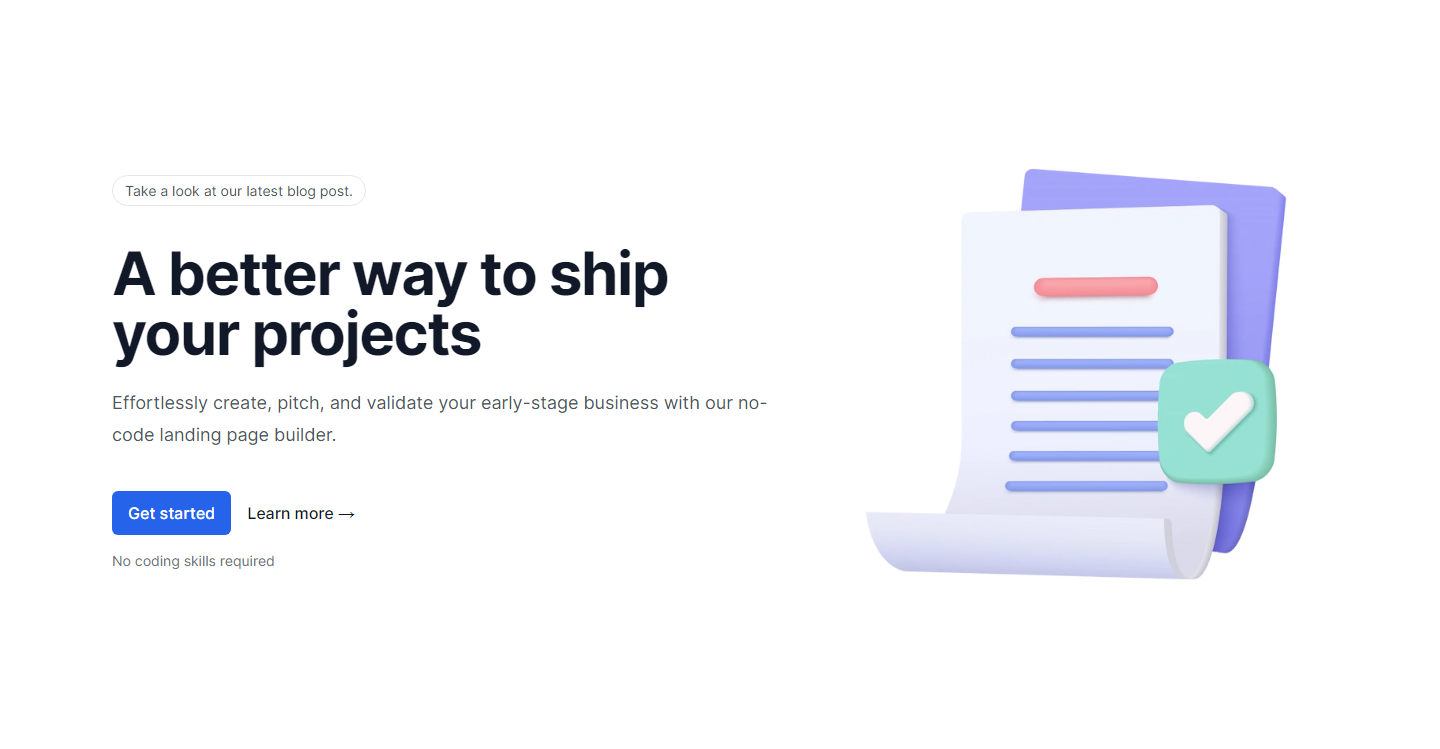 Take a look at our latest blog post.
A better way to ship
your projects
Effortlessly create, pitch, and validate your early-stage business with our no-
code landing page builder.
Get started
Learn more →
No coding skills required